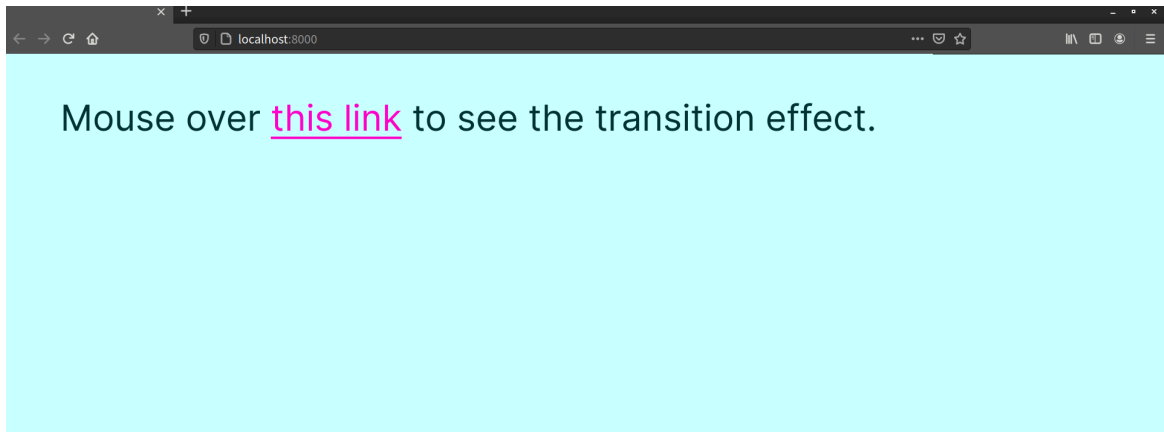 localhost:8000
Mouse over this link to see the transition effect.